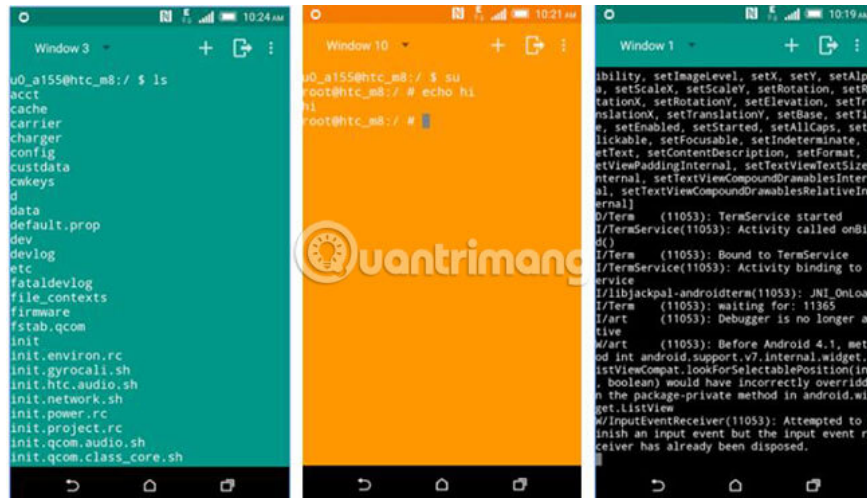 10:24 AM
Window 3
u0_a155@htc_m8:/ $ ls
acct
cache
carrier
charger
config
custdata
cwkeys
d
data
default.prop
dev
devlog
etc
fataldevlog
file_contexts
firmware
fstab.qcom
init
init.environ.rc
init.gyrocali.sh
init.htc.audio.sh
init.network.sh
init.power.rc
init.project.rc
init.qcom.audio.sh
init.qcom.class_core.sh
10:21 AM
Window 10
u0_a155@htc_m8:/ $ su
root@htc_m8:/ # echo hi
hi
root@htc_m8:/ #
Quantrimang
10:19 AM
Window 1
ibility, setImageLevel, setX, setY, setAlp
a, setScaleX, setScaleY, setRotation, setR
tationX, setRotationY, setElevation, setTr
nslationX, setTranslationY, setBase, setTi
e, setEnabled, setStarted, setAllCaps, set
lickable, setFocusable, setIndeterminate,
etText, setContentDescription, setFormat,
etViewPaddingInternal, setTextViewTextSize
nternal, setTextViewCompoundDrawablesInter
al, setTextViewCompoundDrawablesRelativeIn
ernal]
D/Term (11053): TermService started
I/TermService(11053): Activity called onBi
d()
I/Term (11053): Bound to TermService
I/TermService(11053): Activity binding to
ervice
I/libjackpal-androidterm(11053): JNI_OnLoa
I/Term (11053): waiting for: 11365
I/art (11053): Debugger is no longer a
tive
W/art (11053): Before Android 4.1, met
od int android.support.v7.internal.widget.
istViewCompat.lookForSelectablePosition(in
, boolean) would have incorrectly overridd
n the package-private method in android.wi
get.ListView
W/InputEventReceiver(11053): Attempted to
inish an input event but the input event r
ceiver has already been disposed.